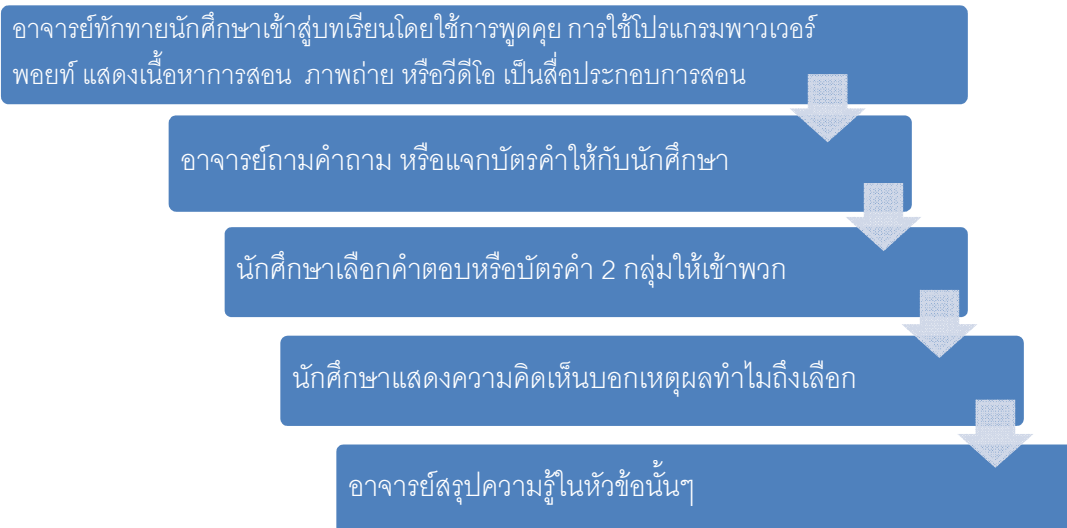 อาจารย์ทักทายนักศึกษาเข้าสู่บทเรียนโดยใช้การพูดคุย การใช้โปรแกรมพาวเวอร์
พอยท์ แสดงเนื้อหาการสอน ภาพถ่าย หรือวีดีโอ เป็นสื่อประกอบการสอน
อาจารย์ถามคำถาม หรือแจกบัตรคำให้กับนักศึกษา
นักศึกษาเลือกคำตอบหรือบัตรคำ 2 กลุ่มให้เข้าพวก
นักศึกษาแสดงความคิดเห็นบอกเหตุผลทำไมถึงเลือก
อาจารย์สรุปความรู้ในหัวข้อนั้นๆ